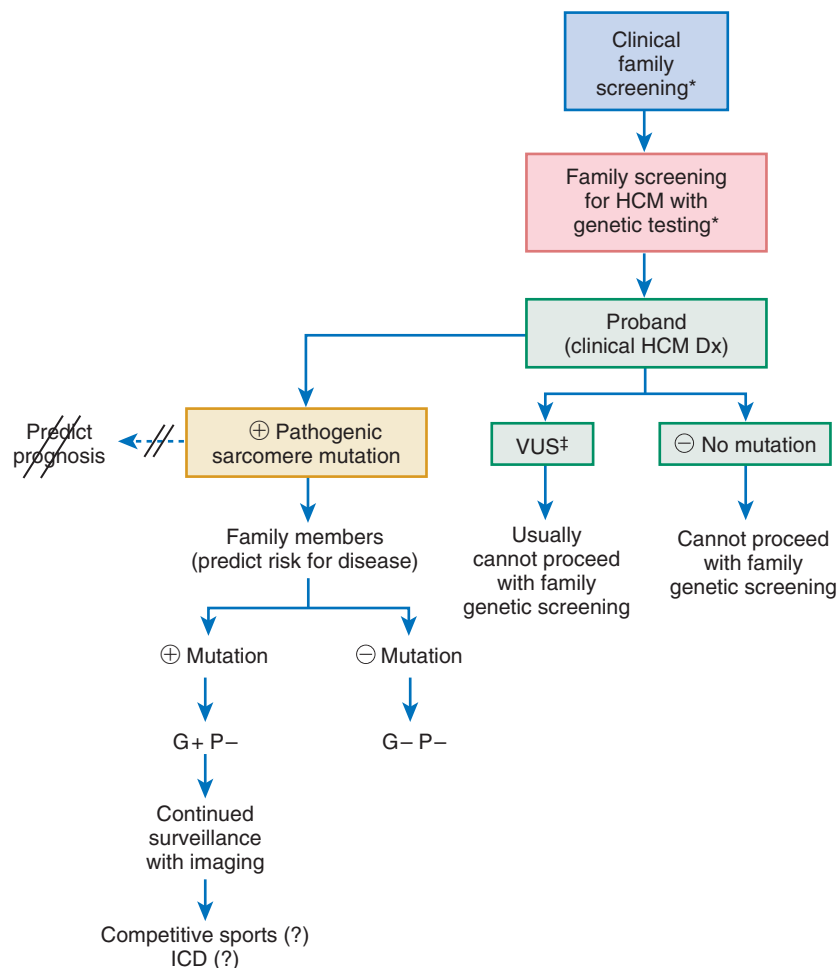 Clinical
family
screening*
Family screening
for HCM with
genetic testing*
Proband
(clinical HCM Dx)
Predict
prognosis
⊕ Pathogenic
sarcomere mutation
VUS‡
⊖ No mutation
Family members
(predict risk for disease)
Usually
cannot proceed
with family
genetic screening
Cannot proceed
with family
genetic screening
⊕ Mutation
⊖ Mutation
G+ P–
G– P–
Continued
surveillance
with imaging
Competitive sports (?)
ICD (?)